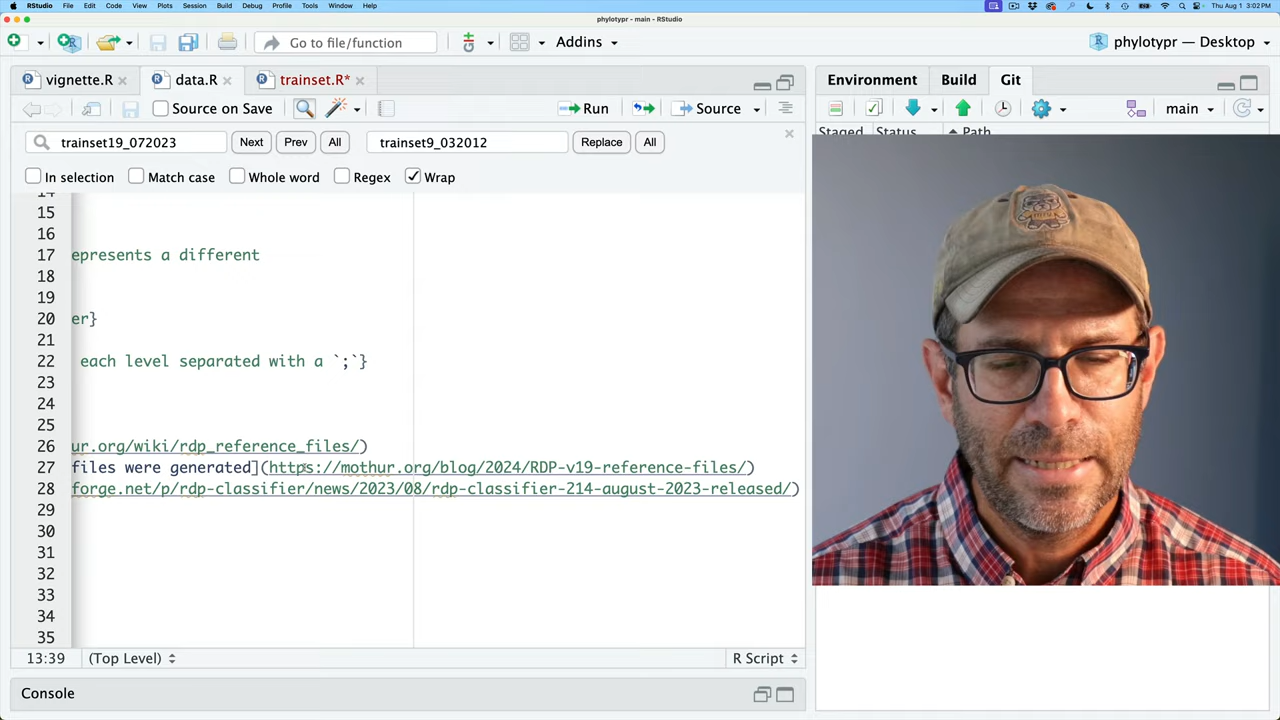 RStudio File Edit Code View Plots Session Build Debug Profile Tools Window Help Thu Aug 1 3:02 PM
phylotypr - main - RStudio
Go to file/function Addins phylotypr — Desktop
vignette.R data.R trainset.R* Environment Build Git
Source on Save Run Source main
Staged Status Path
trainset19_072023 Next Prev All trainset9_032012 Replace All
In selection Match case Whole word Regex Wrap
14
15
16
17 epresents a different
18
19
20 er}
21
22 each level separated with a `;`}
23
24
25
26 ur.org/wiki/rdp_reference_files/)
27 files were generated](https://mothur.org/blog/2024/RDP-v19-reference-files/)
28 forge.net/p/rdp-classifier/news/2023/08/rdp-classifier-214-august-2023-released/)
29
30
31
32
33
34
35
13:39 (Top Level) R Script
Console